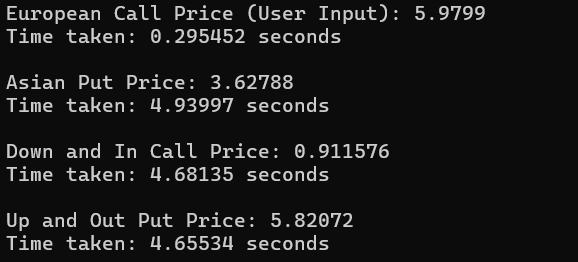 European Call Price (User Input): 5.9799
Time taken: 0.295452 seconds
Asian Put Price: 3.62788
Time taken: 4.93997 seconds
Down and In Call Price: 0.911576
Time taken: 4.68135 seconds
Up and Out Put Price: 5.82072
Time taken: 4.65534 seconds